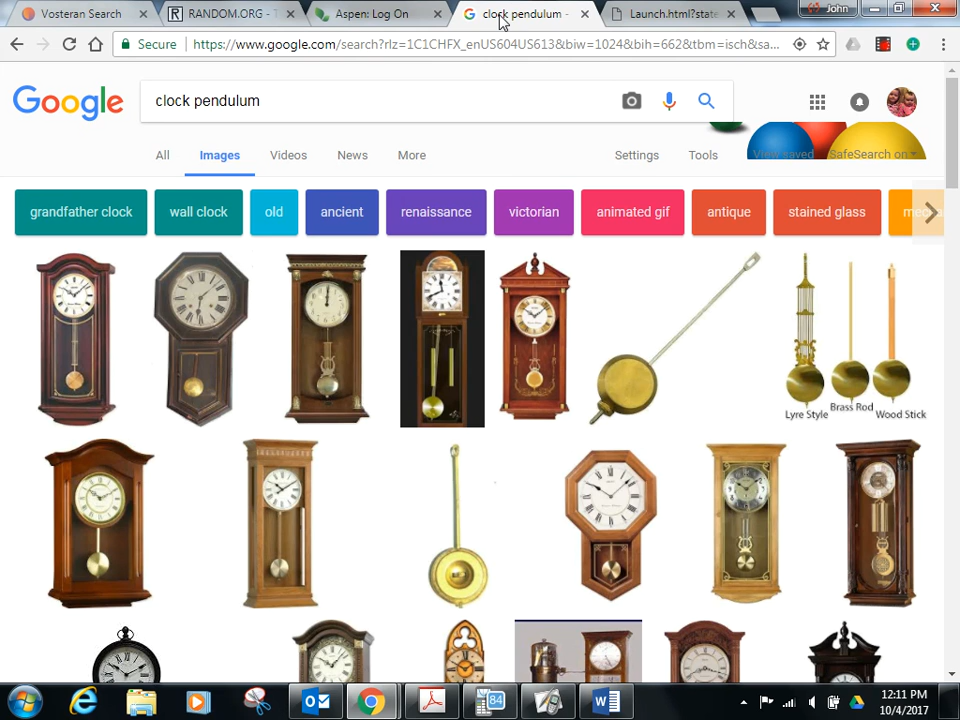 Vosteran Search
RANDOM.ORG - T
Aspen: Log On
clock pendulum -
Launch.html?state
John
Secure
https://www.google.com/search?rlz=1C1CHFX_enUS604US613&biw=1024&bih=662&tbm=isch&sa...
Google
clock pendulum
All
Images
Videos
News
More
Settings
Tools
View saved
SafeSearch on
grandfather clock
wall clock
old
ancient
renaissance
victorian
animated gif
antique
stained glass
Lyre Style
Brass Rod
Wood Stick
84
12:11 PM
10/4/2017